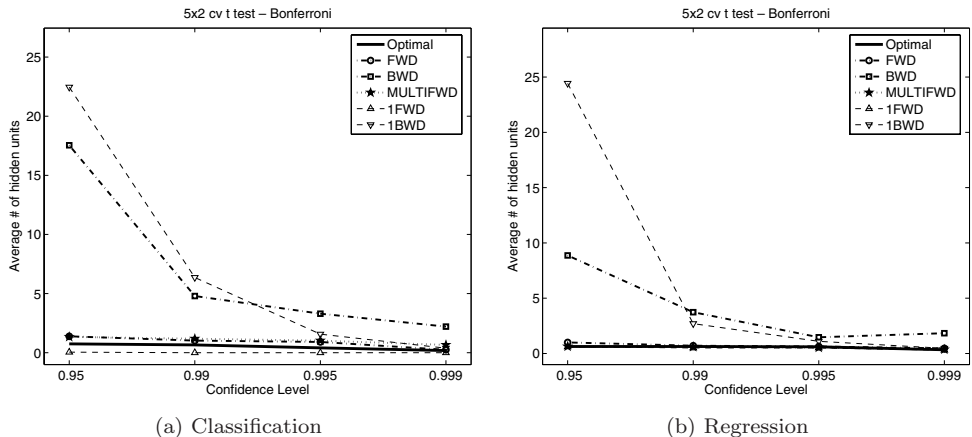 5x2 cv t test – Bonferroni
25
20
15
10
5
0
Average # of hidden units
0.95
0.99
0.995
0.999
Confidence Level
Optimal
FWD
BWD
MULTIFWD
1FWD
1BWD
(a) Classification
5x2 cv t test – Bonferroni
25
20
15
10
5
0
Average # of hidden units
0.95
0.99
0.995
0.999
Confidence Level
Optimal
FWD
BWD
MULTIFWD
1FWD
1BWD
(b) Regression